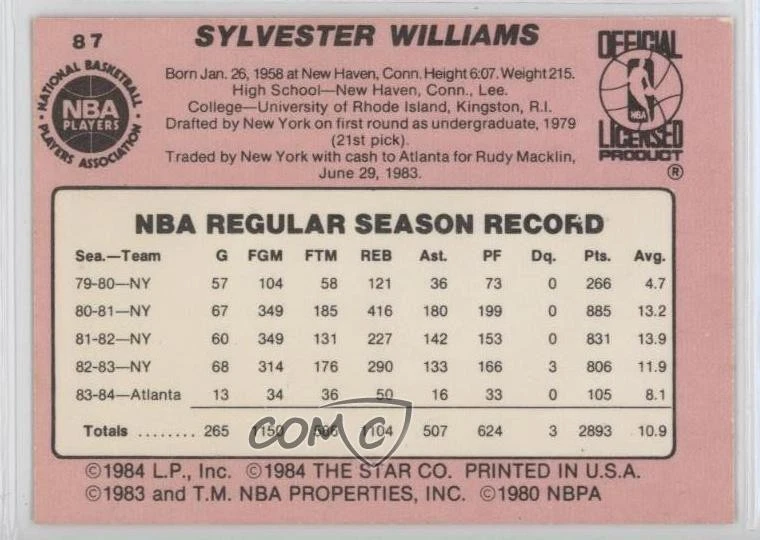 87
SYLVESTER WILLIAMS
NATIONAL BASKETBALL
NBA
PLAYERS
PLAYERS ASSOCIATION
OFFICIAL
NBA
LICENSED
PRODUCT
®
Born Jan. 26, 1958 at New Haven, Conn. Height 6:07. Weight 215.
High School—New Haven, Conn., Lee.
College—University of Rhode Island, Kingston, R.I.
Drafted by New York on first round as undergraduate, 1979
(21st pick).
Traded by New York with cash to Atlanta for Rudy Macklin,
June 29, 1983.
NBA REGULAR SEASON RECORD
Sea.—Team G FGM FTM REB Ast. PF Dq. Pts. Avg.
79-80—NY 57 104 58 121 36 73 0 266 4.7
80-81—NY 67 349 185 416 180 199 0 885 13.2
81-82—NY 60 349 131 227 142 153 0 831 13.9
82-83—NY 68 314 176 290 133 166 3 806 11.9
83-84—Atlanta 13 34 36 50 16 33 0 105 8.1
Totals ........ 265 1150 586 1104 507 624 3 2893 10.9
COMC
©1984 L.P., Inc. ©1984 THE STAR CO. PRINTED IN U.S.A.
©1983 and T.M. NBA PROPERTIES, INC. ©1980 NBPA